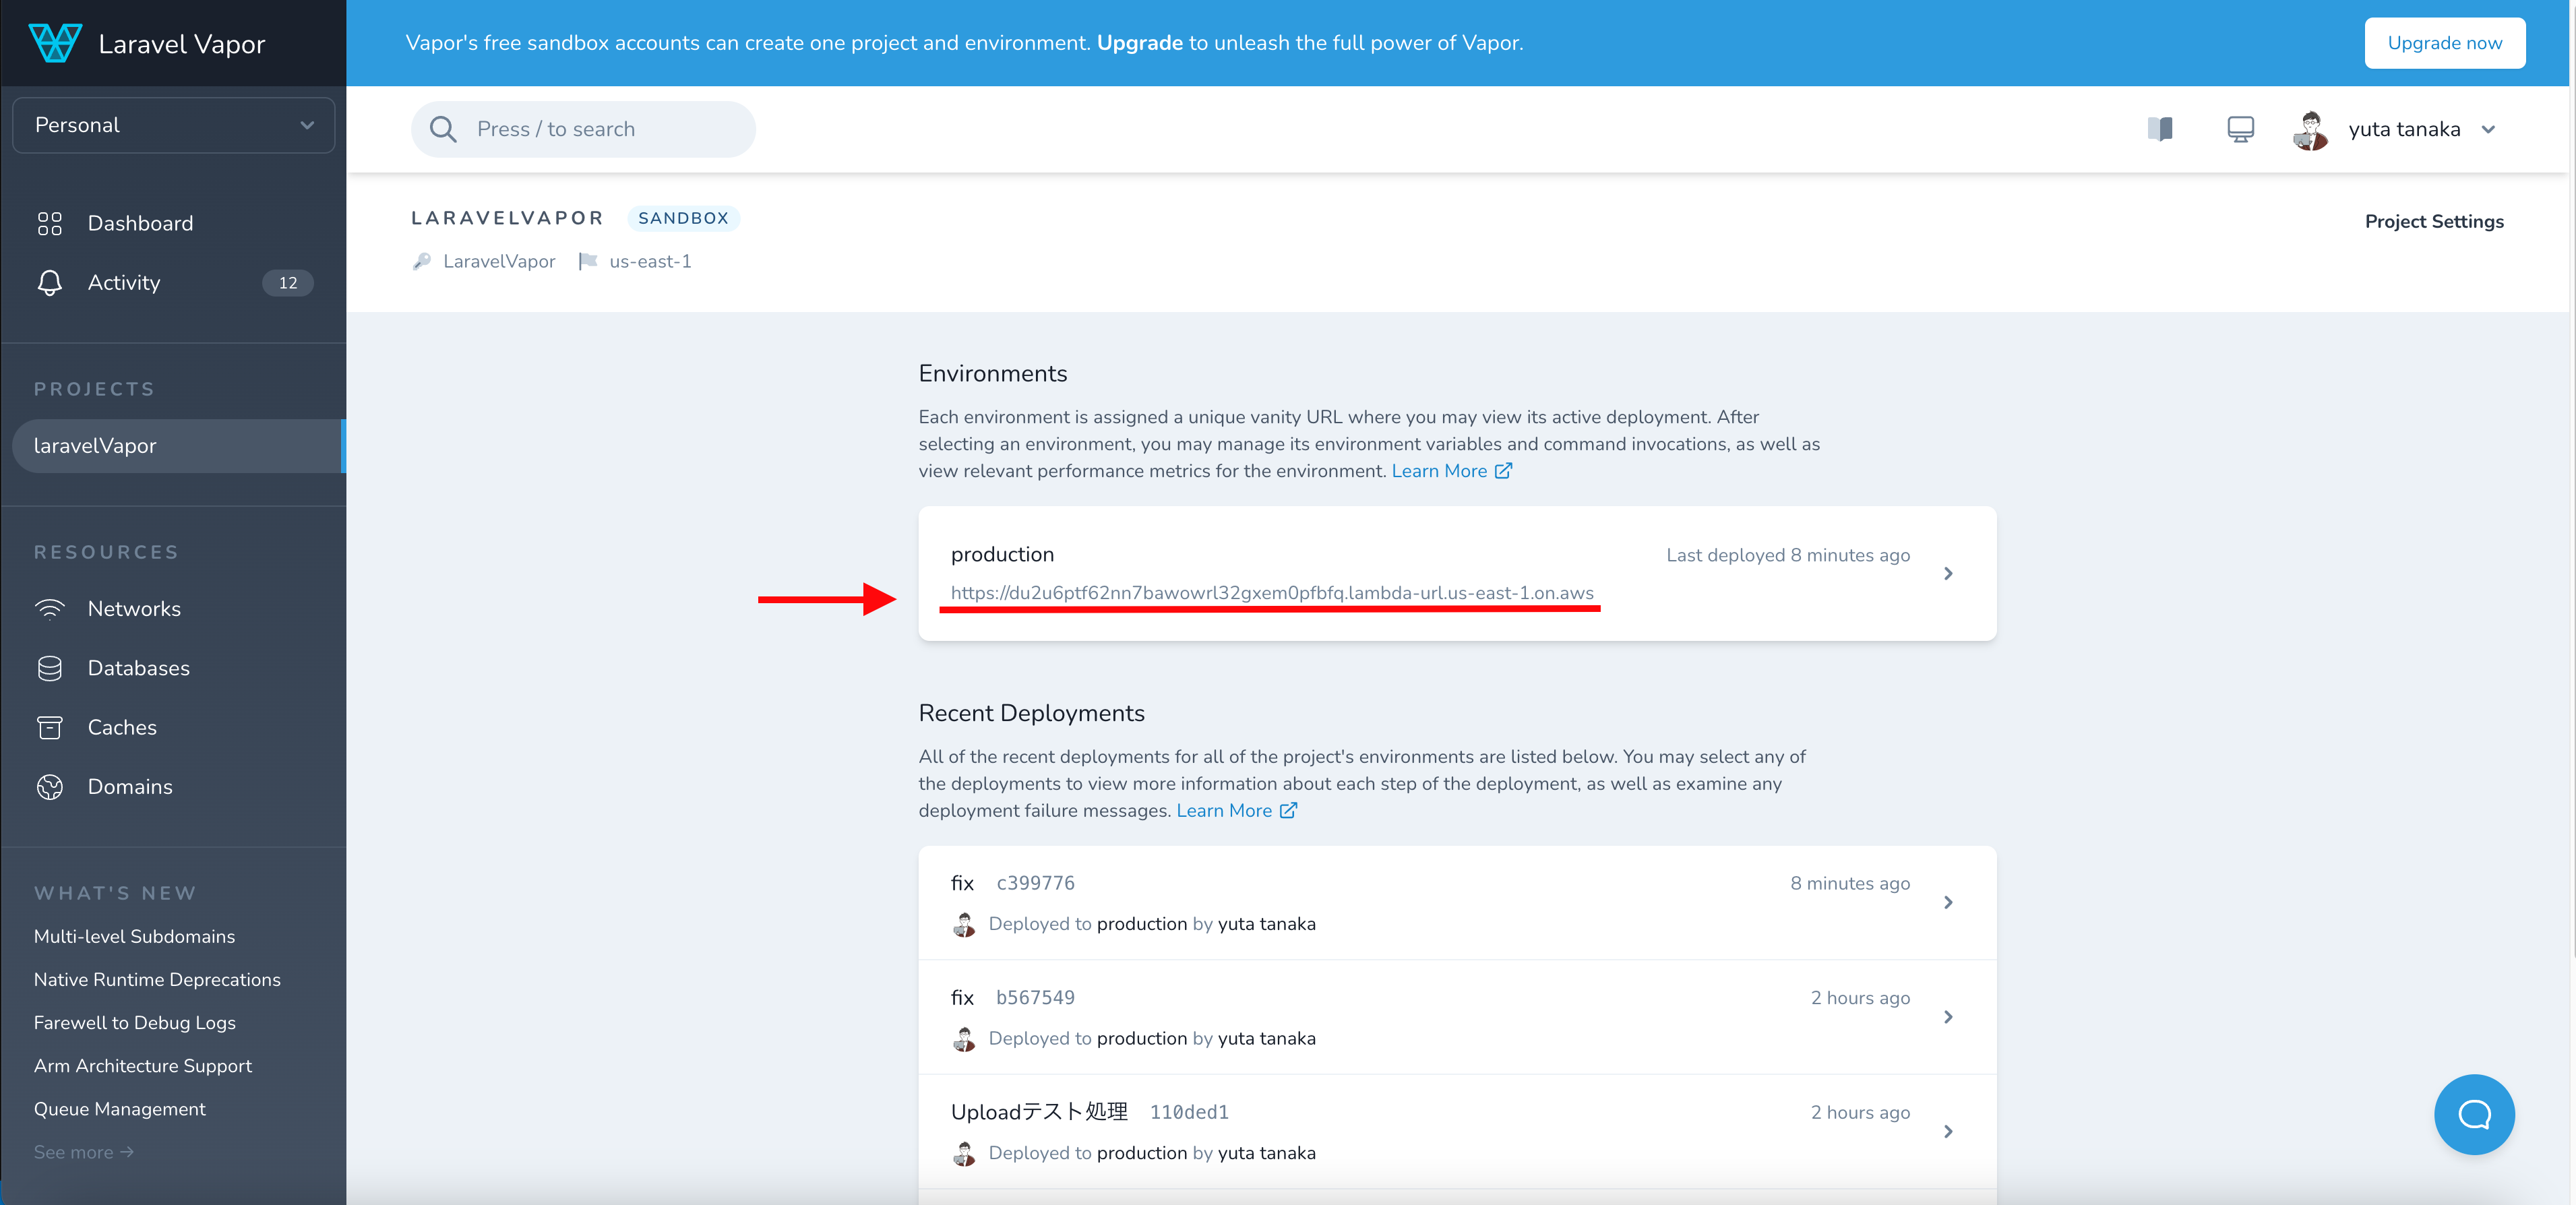 Laravel Vapor
Vapor's free sandbox accounts can create one project and environment. Upgrade to unleash the full power of Vapor.
Upgrade now
Personal
Press / to search
yuta tanaka
Dashboard
Activity
12
PROJECTS
laravelVapor
RESOURCES
Networks
Databases
Caches
Domains
WHAT'S NEW
Multi-level Subdomains
Native Runtime Deprecations
Farewell to Debug Logs
Arm Architecture Support
Queue Management
See more →
LARAVELVAPOR
SANDBOX
Project Settings
LaravelVapor
us-east-1
Environments
Each environment is assigned a unique vanity URL where you may view its active deployment. After
selecting an environment, you may manage its environment variables and command invocations, as well as
view relevant performance metrics for the environment. Learn More
production
Last deployed 8 minutes ago
https://du2u6ptf62nn7bawowrl32gxem0pfbfq.lambda-url.us-east-1.on.aws
Recent Deployments
All of the recent deployments for all of the project's environments are listed below. You may select any of
the deployments to view more information about each step of the deployment, as well as examine any
deployment failure messages. Learn More
fix c399776
8 minutes ago
Deployed to production by yuta tanaka
fix b567549
2 hours ago
Deployed to production by yuta tanaka
Uploadテスト処理 110ded1
2 hours ago
Deployed to production by yuta tanaka